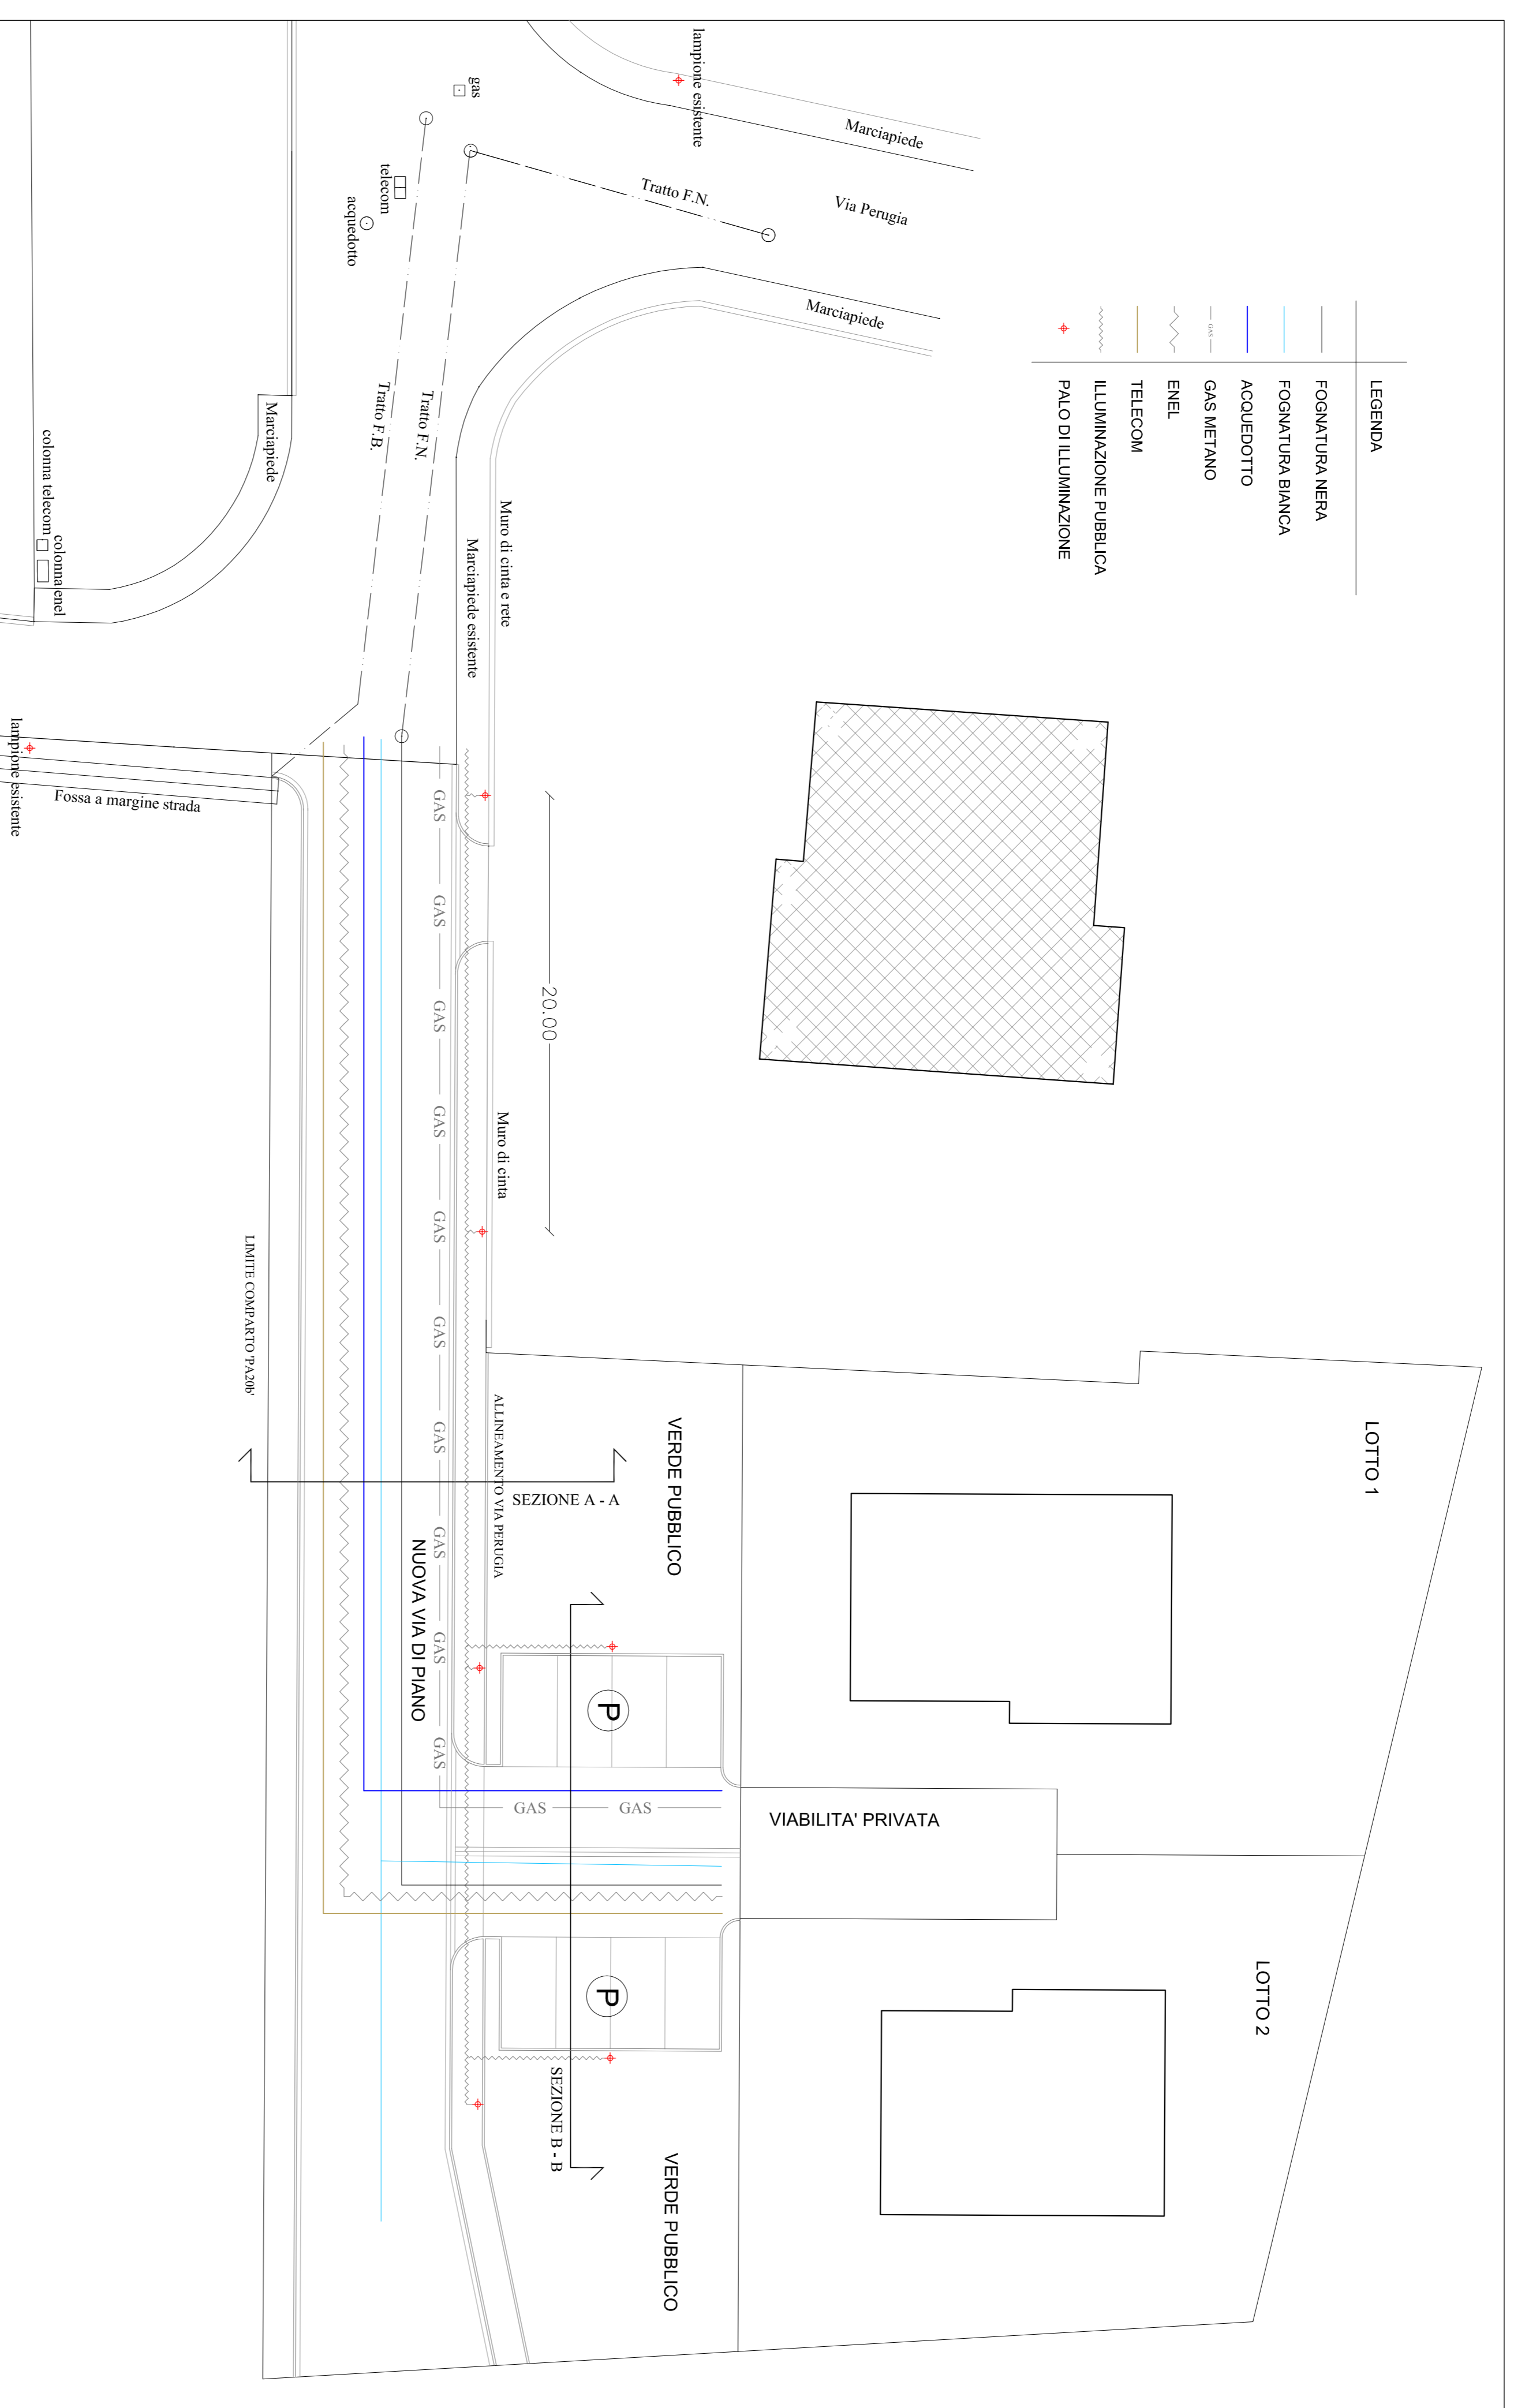 LEGENDA
FOGNATURA NERA
FOGNATURA BIANCA
ACQUEDOTTO
GAS
GAS METANO
ENEL
TELECOM
ILLUMINAZIONE PUBBLICA
PALO DI ILLUMINAZIONE
LOTTO 1
LOTTO 2
Marciapiede
Via Perugia
Marciapiede
lampione esistente
Tratto F.N.
VIABILITA' PRIVATA
VERDE PUBBLICO
VERDE PUBBLICO
P
P
20.00
SEZIONE A - A
SEZIONE B - B
Muro di cinta e rete
Muro di cinta
ALLINEAMENTO VIA PERUGIA
gas
Marciapiede esistente
GAS
GAS
GAS
GAS
GAS
GAS
GAS
GAS
GAS
GAS
GAS
GAS
Tratto F.N.
NUOVA VIA DI PIANO
telecom
Tratto F.B.
acquedotto
Marciapiede
LIMITE COMPARTO 'PA20b'
Fossa a margine strada
colonna enel
colonna telecom
lampione esistente